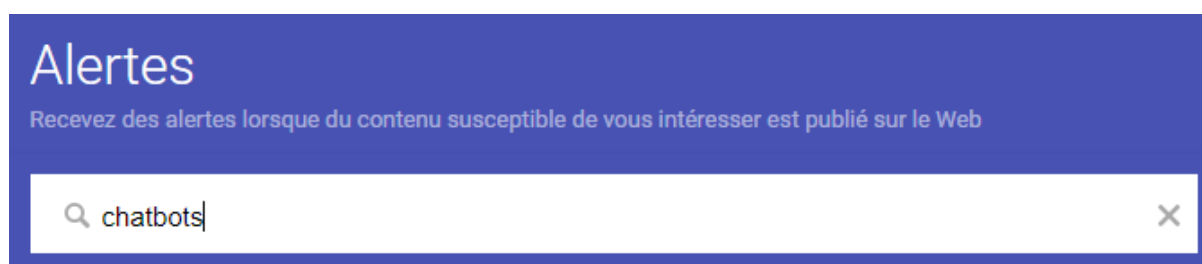 Alertes
Recevez des alertes lorsque du contenu susceptible de vous intéresser est publié sur le Web
chatbots